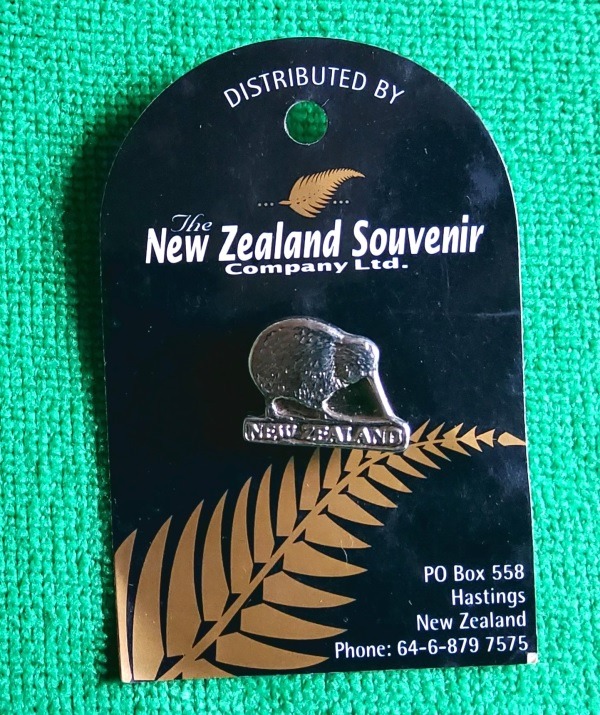 DISTRIBUTED BY
The
New Zealand Souvenir
Company Ltd.
NEW ZEALAND
PO Box 558
Hastings
New Zealand
Phone: 64-6-879 7575